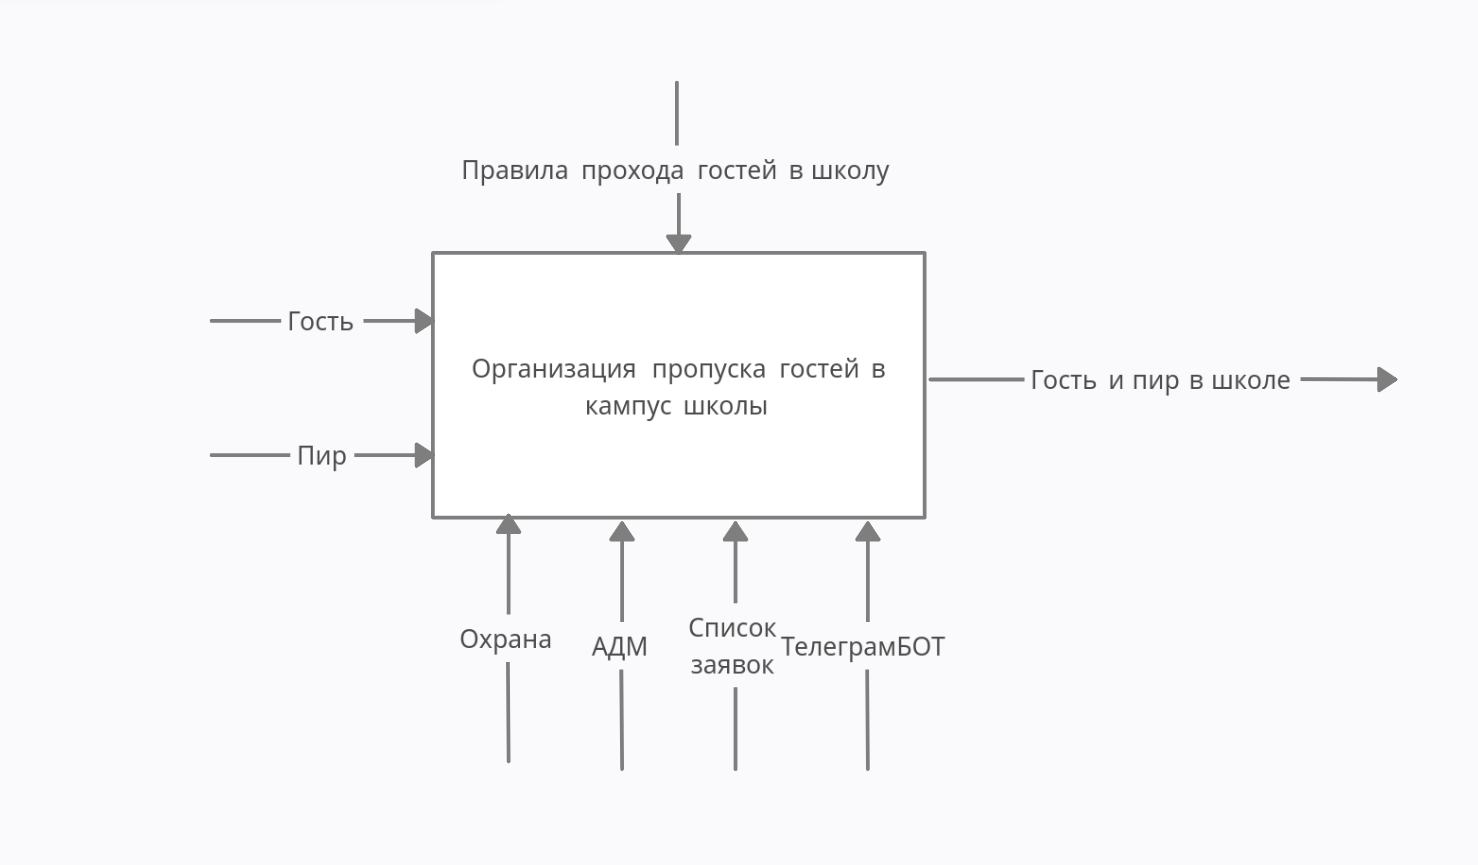 Правила прохода гостей в школу
Гость
Организация пропуска гостей в
кампус школы
Гость и пир в школе
Пир
Охрана
АДМ
Список
заявок
ТелеграмБОТ